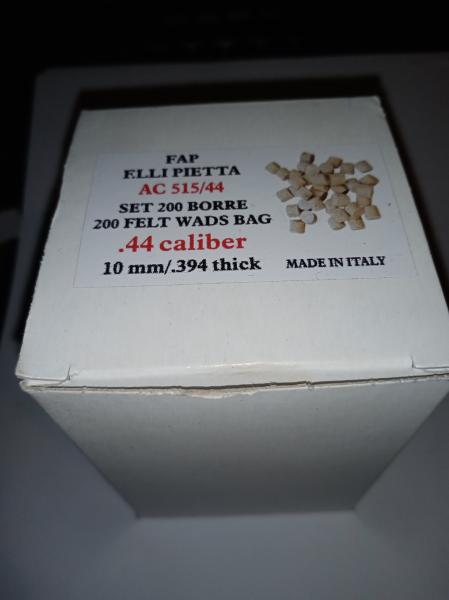 FAP
F.LLI PIETTA
AC 515/44
SET 200 BORRE
200 FELT WADS BAG
.44 caliber
10 mm/.394 thick
MADE IN ITALY